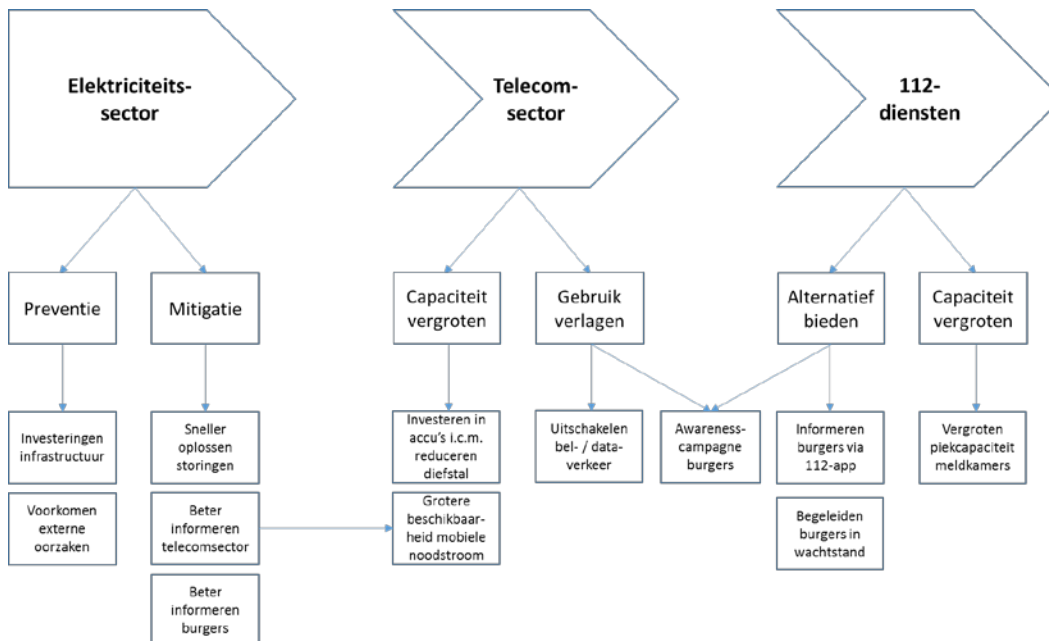 Elektriciteits-
sector
Telecom-
sector
112-
diensten
Preventie
Mitigatie
Capaciteit
vergroten
Gebruik
verlagen
Alternatief
bieden
Capaciteit
vergroten
Investeringen
infrastructuur
Sneller
oplossen
storingen
Investeren in
accu's i.c.m.
reduceren
diefstal
Uitschakelen
bel- / data-
verkeer
Awareness-
campagne
burgers
Informeren
burgers via
112-app
Vergroten
piekcapaciteit
meldkamers
Voorkomen
externe
oorzaken
Beter
informeren
telecomsector
Grotere
beschikbaar-
heid mobiele
noodstroom
Begeleiden
burgers in
wachtstand
Beter
informeren
burgers